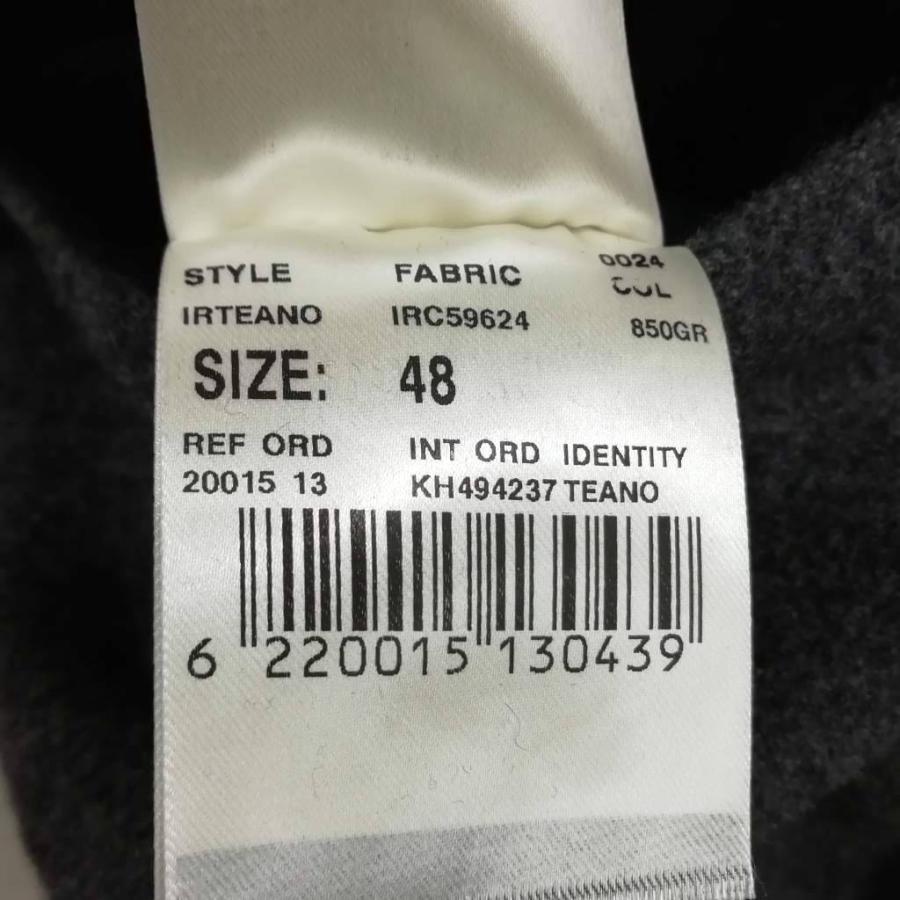 0024
STYLE FABRIC COL
IRTEANO IRC59624 850GR
SIZE: 48
REF ORD INT ORD IDENTITY
20015 13 KH494237 TEANO
6 220015 130439